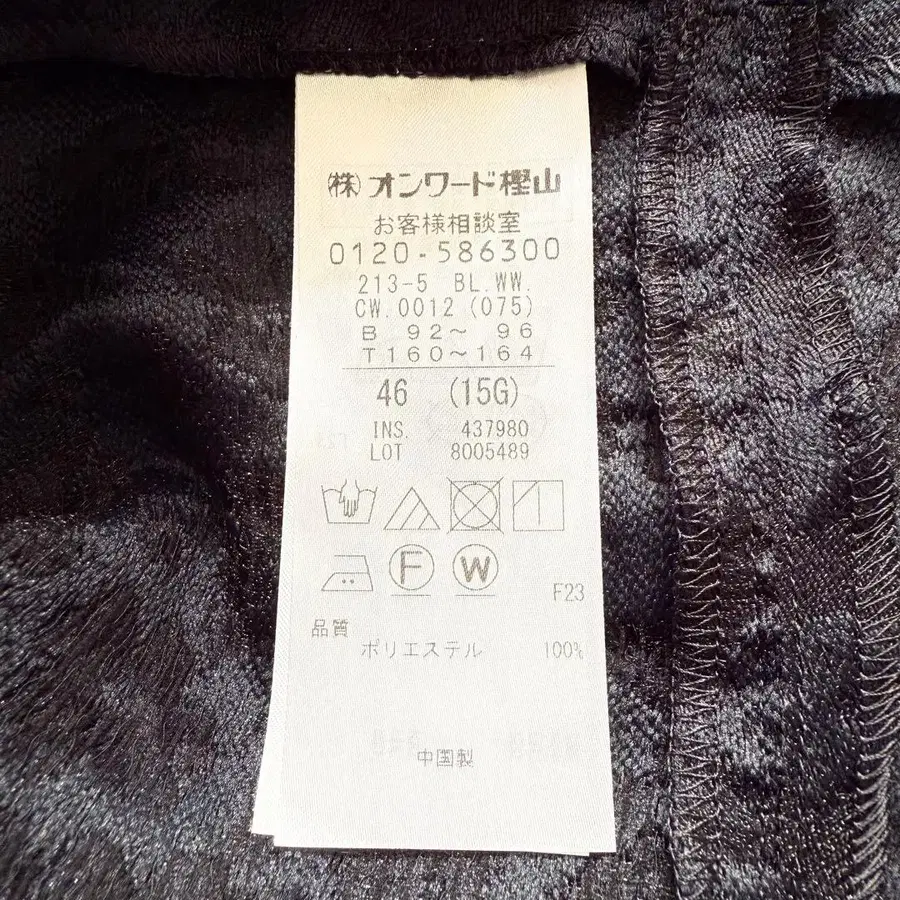 ㈱オンワード樫山
お客様相談室
0120-586300
213-5 BL.WW.
CW.0012 (075)
B 92～ 96
T160～164
46 (15G)
INS. 437980
LOT 8005489
F W
F23
品質
ポリエステル 100%
中国製